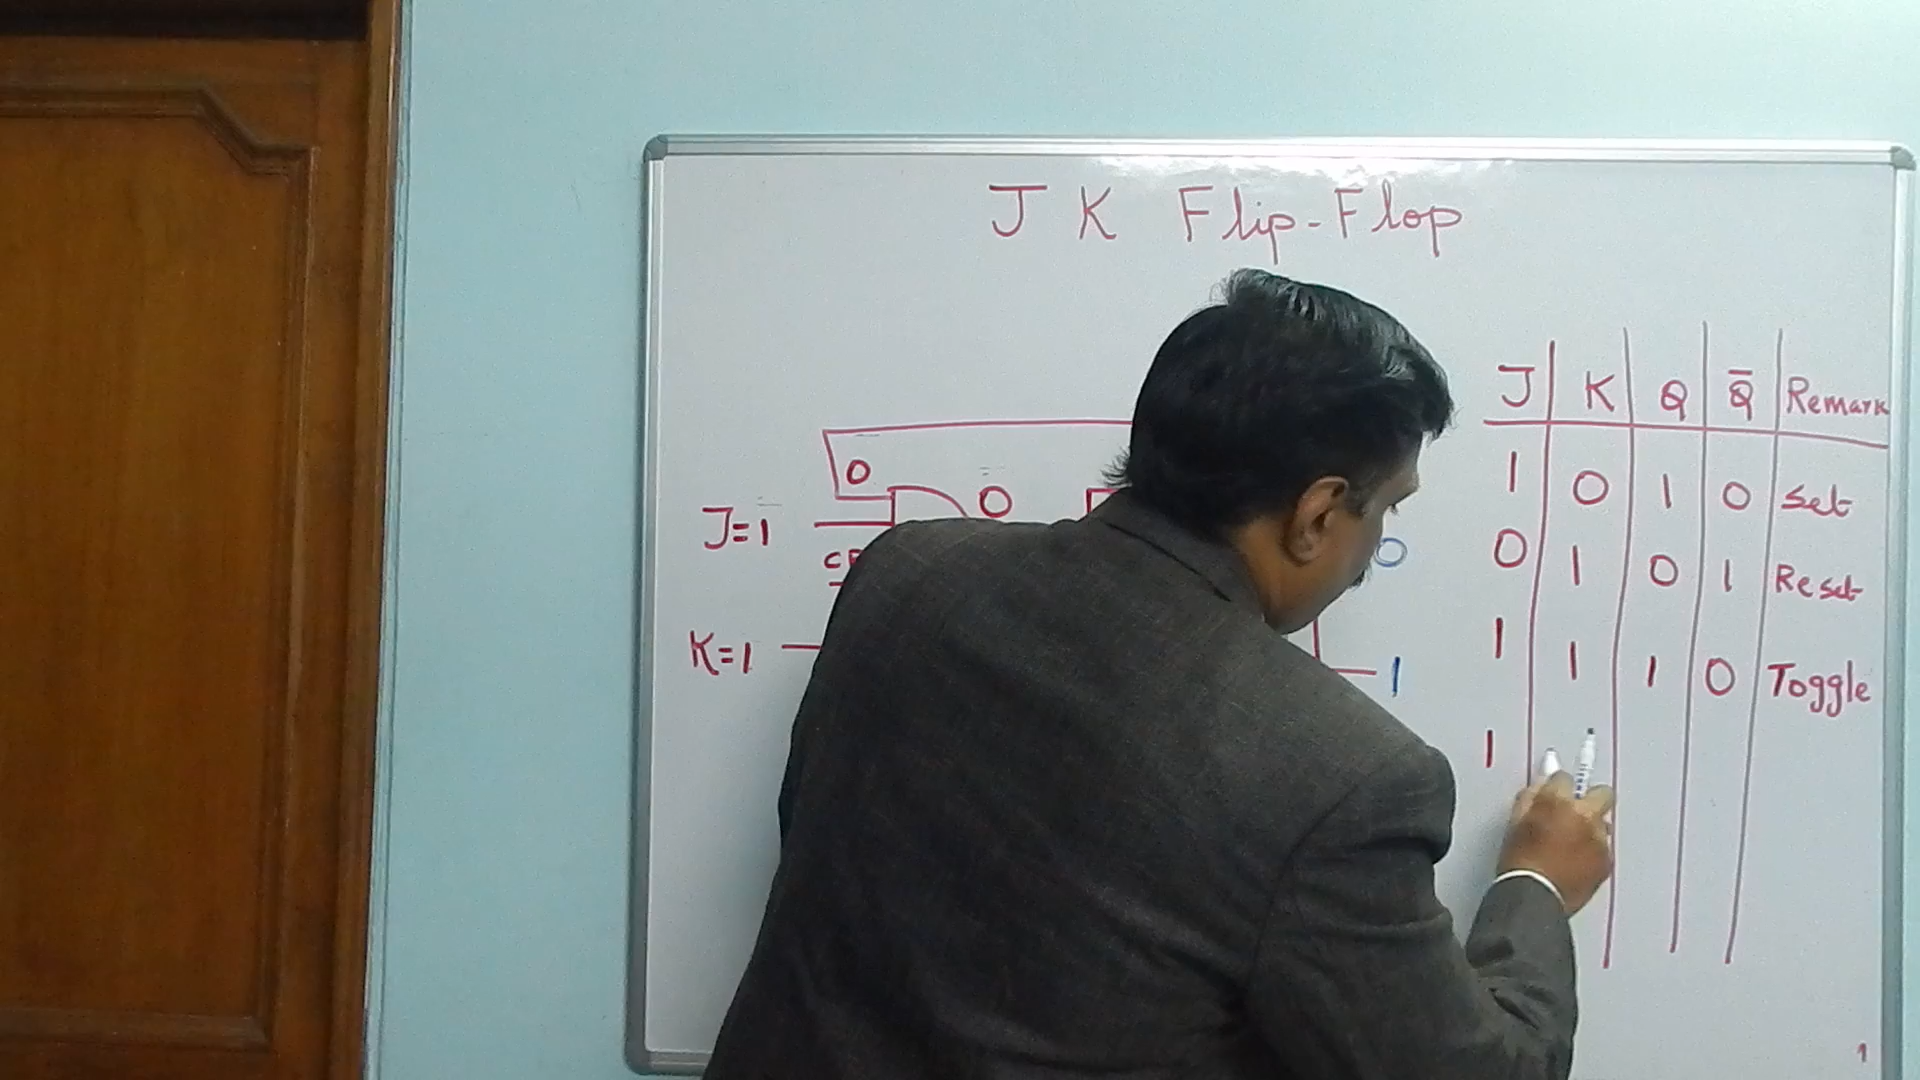 J K Flip-Flop
J K Q Q̅ Remark
1 0 1 0 Set
0 1 0 1 Reset
1 1 1 0 Toggle
1
0
0
J=1
0
K=1
1
1